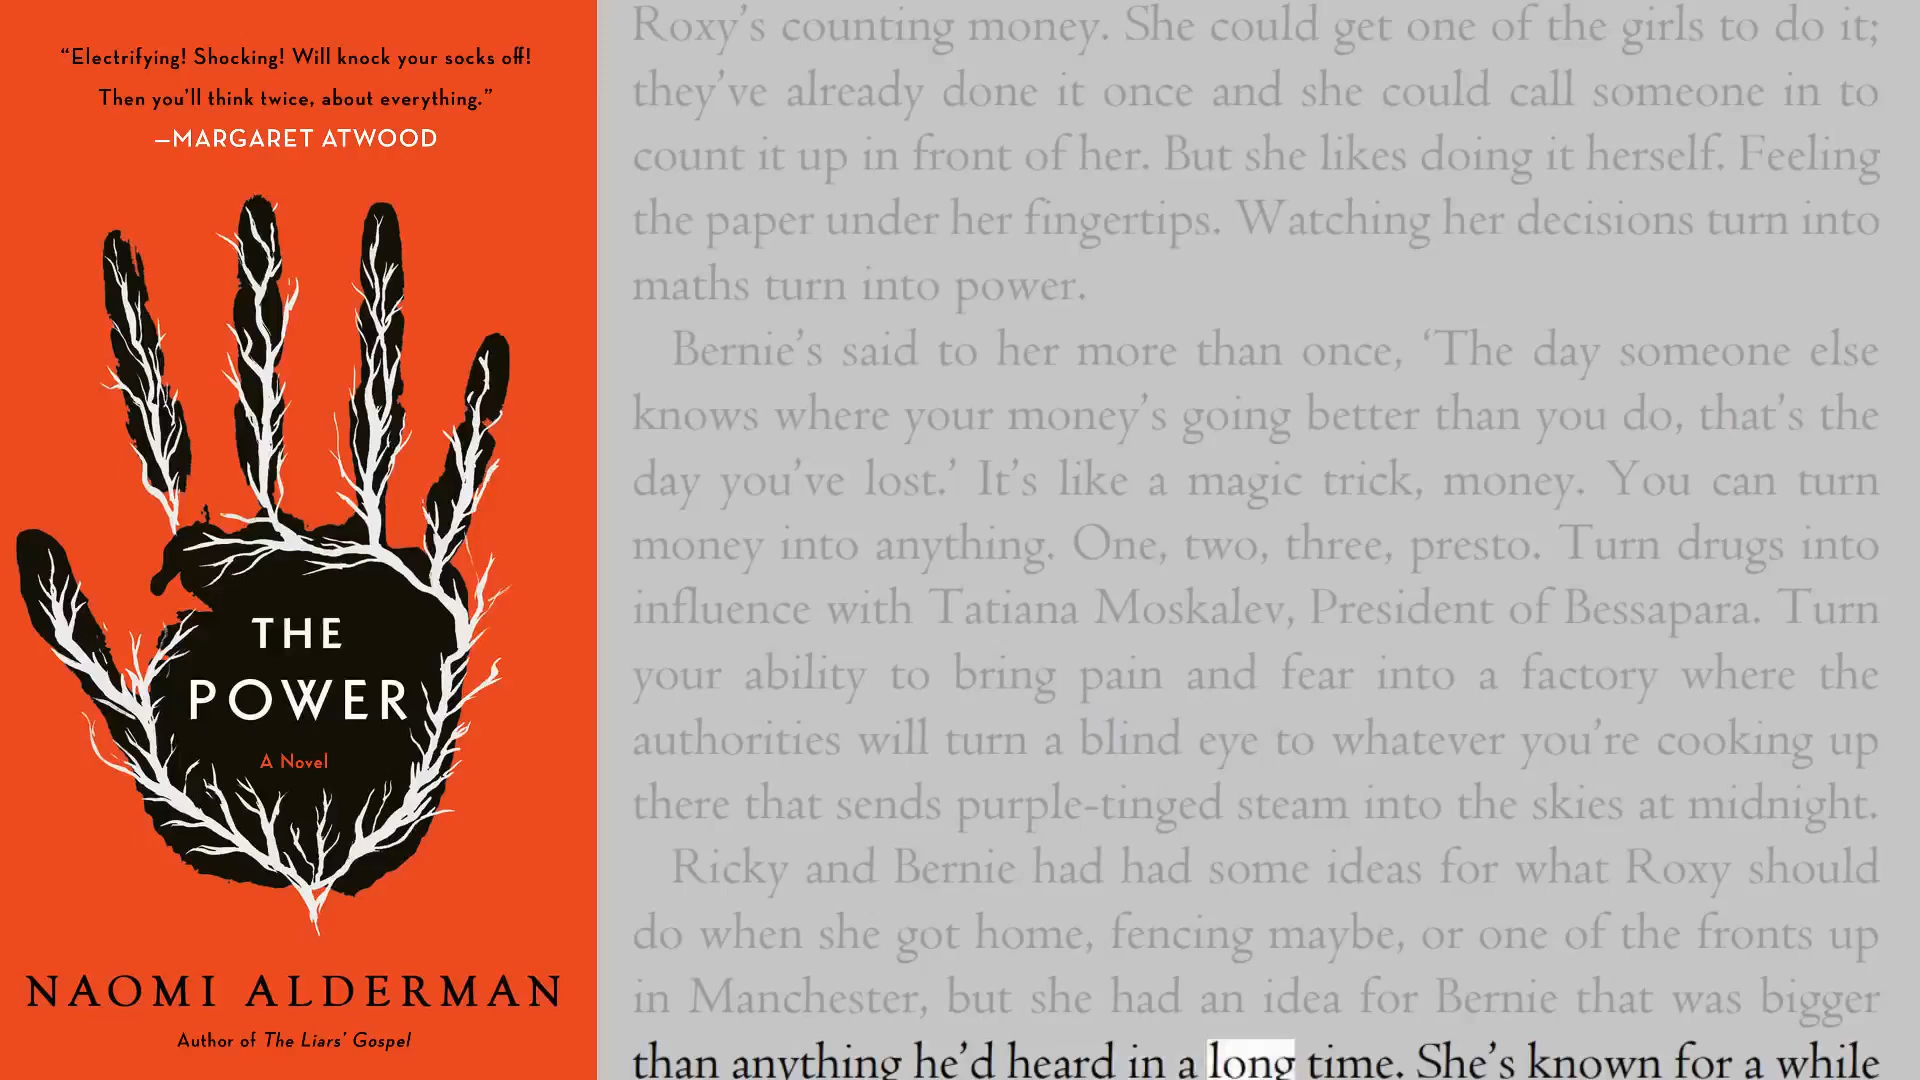 “Electrifying! Shocking! Will knock your socks off!
Then you’ll think twice, about everything.”
—MARGARET ATWOOD
THE
POWER
A Novel
NAOMI ALDERMAN
Author of The Liars’ Gospel
Roxy’s counting money. She could get one of the girls to do it;
they’ve already done it once and she could call someone in to
count it up in front of her. But she likes doing it herself. Feeling
the paper under her fingertips. Watching her decisions turn into
maths turn into power.
Bernie’s said to her more than once, ‘The day someone else
knows where your money’s going better than you do, that’s the
day you’ve lost.’ It’s like a magic trick, money. You can turn
money into anything. One, two, three, presto. Turn drugs into
influence with Tatiana Moskalev, President of Bessapara. Turn
your ability to bring pain and fear into a factory where the
authorities will turn a blind eye to whatever you’re cooking up
there that sends purple-tinged steam into the skies at midnight.
Ricky and Bernie had had some ideas for what Roxy should
do when she got home, fencing maybe, or one of the fronts up
in Manchester, but she had an idea for Bernie that was bigger
than anything he’d heard in a long time. She’s known for a while